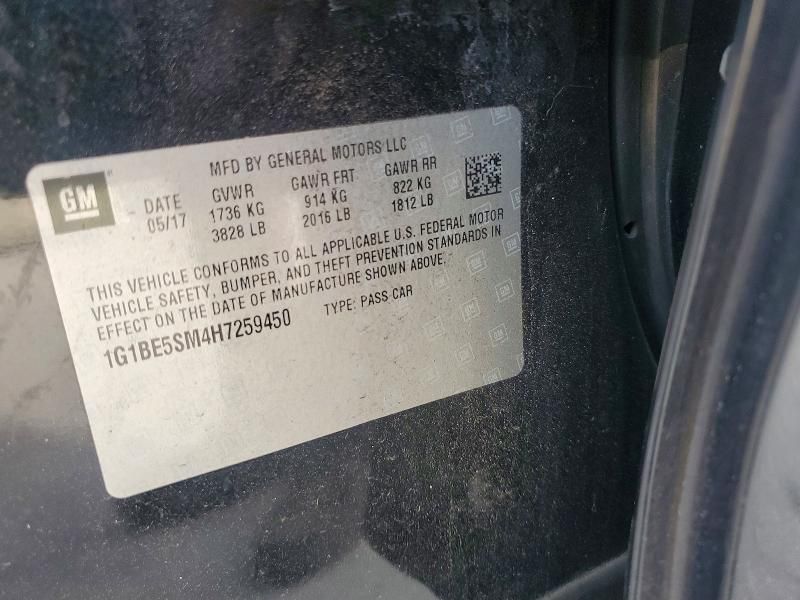 MFD BY GENERAL MOTORS LLC
GM
DATE GVWR GAWR FRT GAWR RR
05/17 1736 KG 914 KG 822 KG
3828 LB 2016 LB 1812 LB
THIS VEHICLE CONFORMS TO ALL APPLICABLE U.S. FEDERAL MOTOR
VEHICLE SAFETY, BUMPER, AND THEFT PREVENTION STANDARDS IN
EFFECT ON THE DATE OF MANUFACTURE SHOWN ABOVE.
1G1BE5SM4H7259450 TYPE: PASS CAR